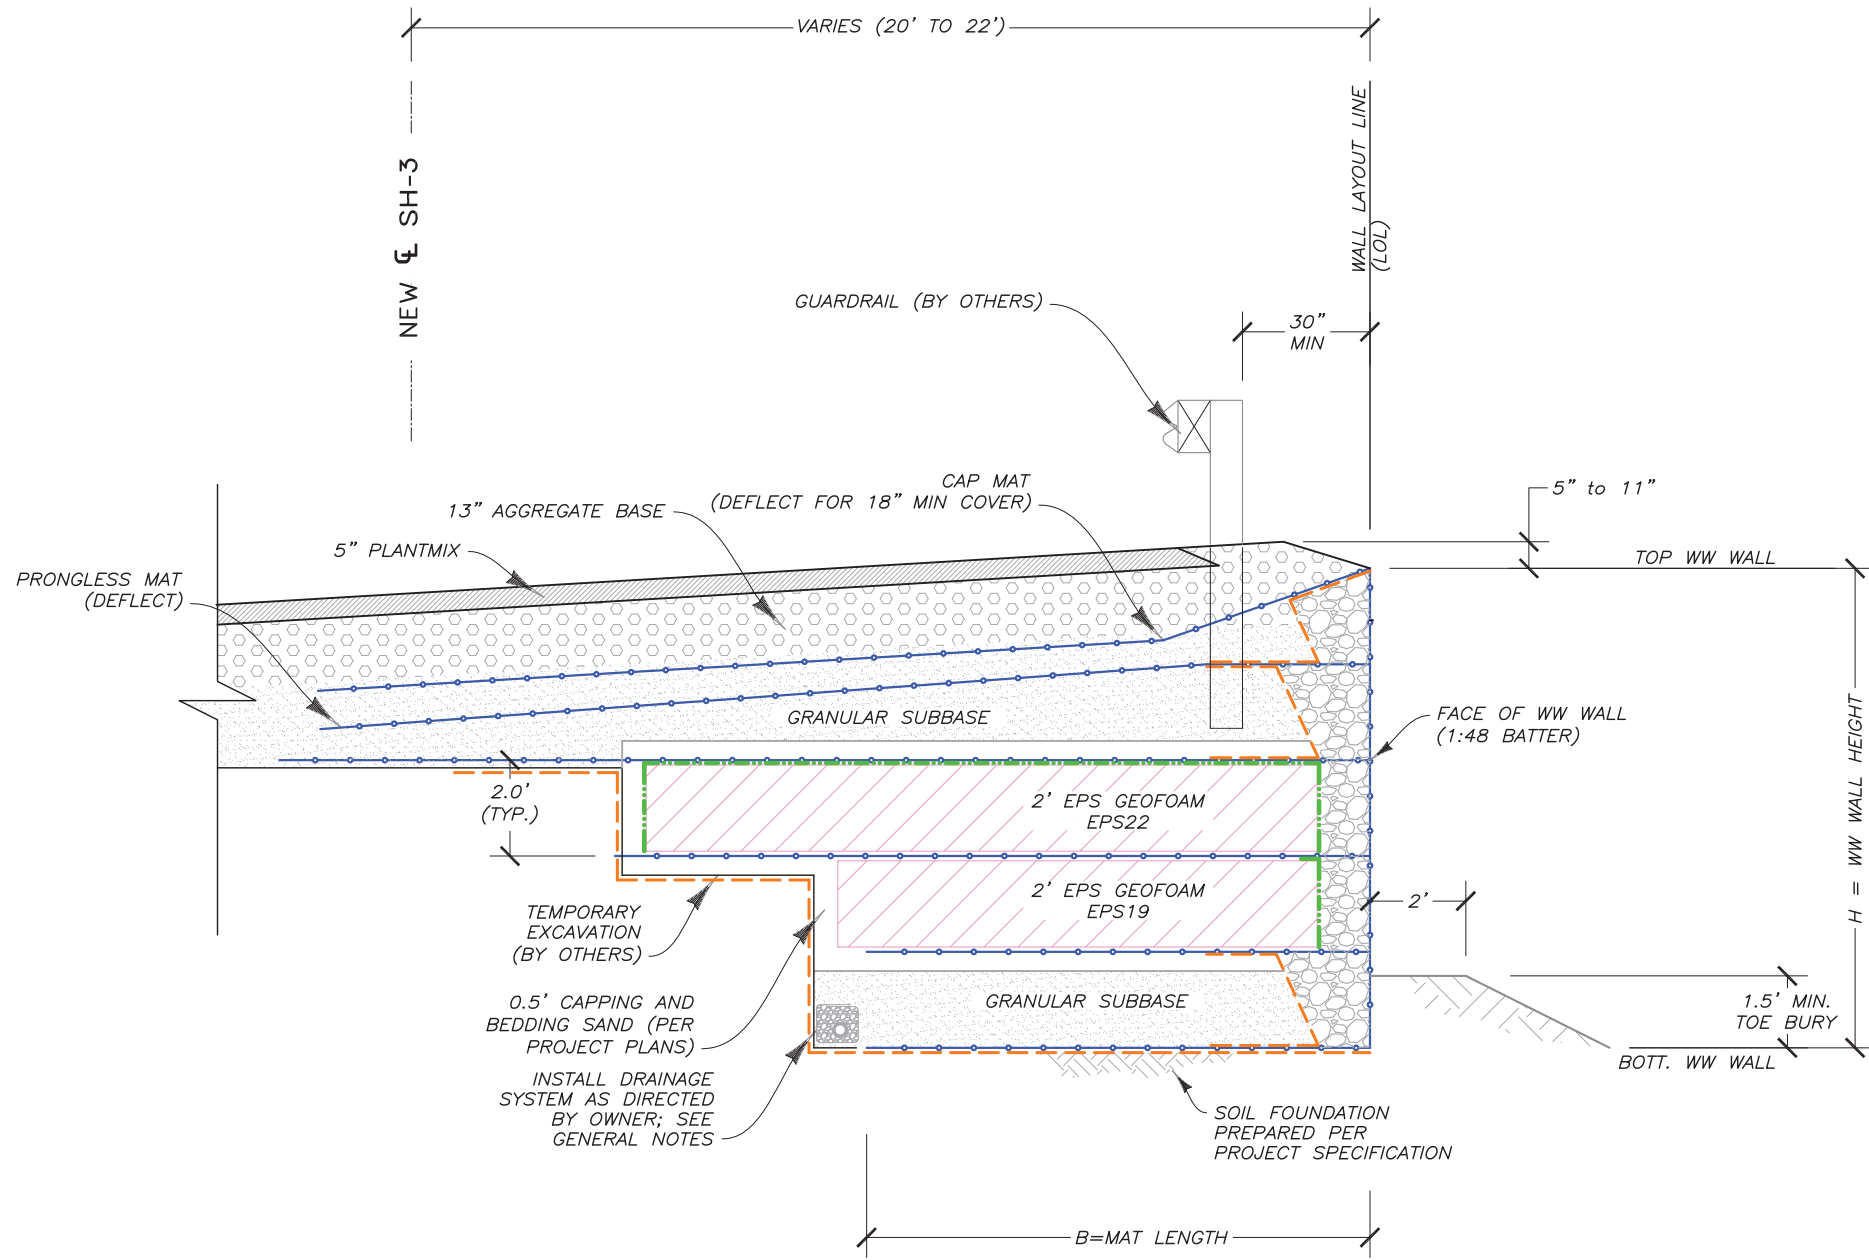 VARIES (20' TO 22')
NEW ℄ SH-3
WALL LAYOUT LINE
(LOL)
GUARDRAIL (BY OTHERS)
30"
MIN
CAP MAT
(DEFLECT FOR 18" MIN COVER)
13" AGGREGATE BASE
5" PLANTMIX
PRONGLESS MAT
(DEFLECT)
5" to 11"
TOP WW WALL
GRANULAR SUBBASE
FACE OF WW WALL
(1:48 BATTER)
H = WW WALL HEIGHT
2.0'
(TYP.)
2' EPS GEOFOAM
EPS22
2' EPS GEOFOAM
EPS19
2'
TEMPORARY
EXCAVATION
(BY OTHERS)
0.5' CAPPING AND
BEDDING SAND (PER
PROJECT PLANS)
GRANULAR SUBBASE
1.5' MIN.
TOE BURY
BOTT. WW WALL
INSTALL DRAINAGE
SYSTEM AS DIRECTED
BY OWNER; SEE
GENERAL NOTES
SOIL FOUNDATION
PREPARED PER
PROJECT SPECIFICATION
B=MAT LENGTH